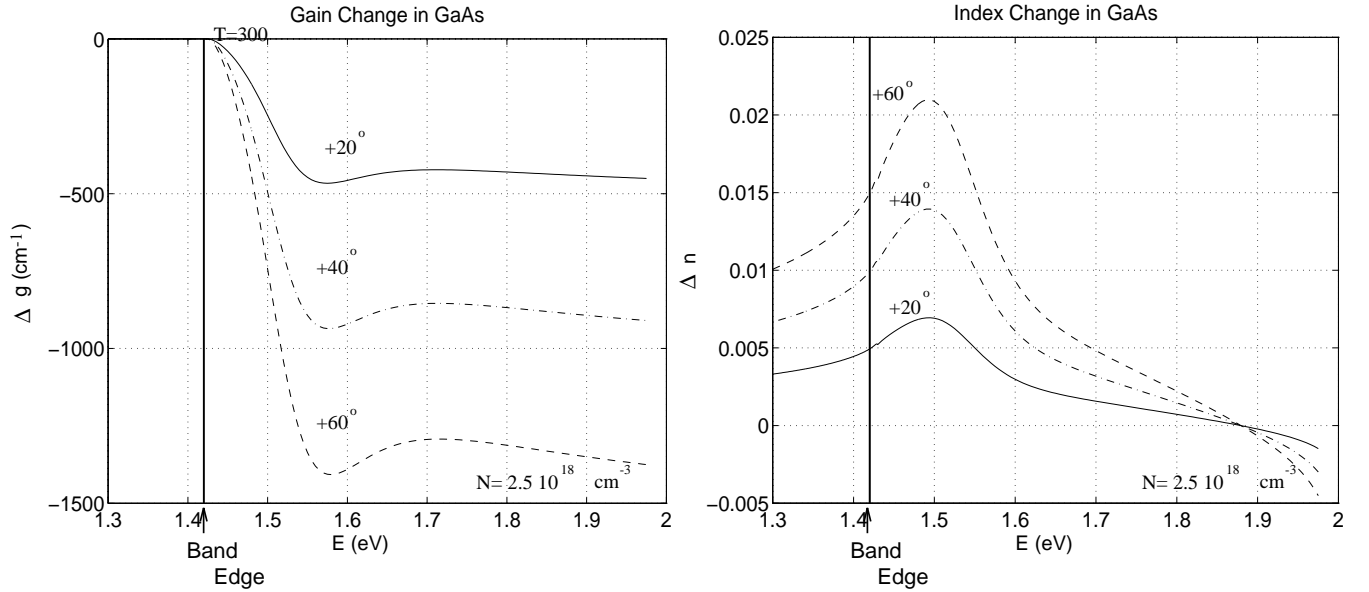 Gain Change in GaAs
T=300
0
−500
−1000
−1500
Δ g (cm-1)
+20o
+40o
+60o
N= 2.5 10 18 cm -3
1.3 1.4 1.5 1.6 1.7 1.8 1.9 2
E (eV)
Band
Edge
Index Change in GaAs
0.025
0.02
0.015
0.01
0.005
0
−0.005
Δ n
+60o
+40o
+20o
N= 2.5 10 18 cm -3
1.3 1.4 1.5 1.6 1.7 1.8 1.9 2
E (eV)
Band
Edge